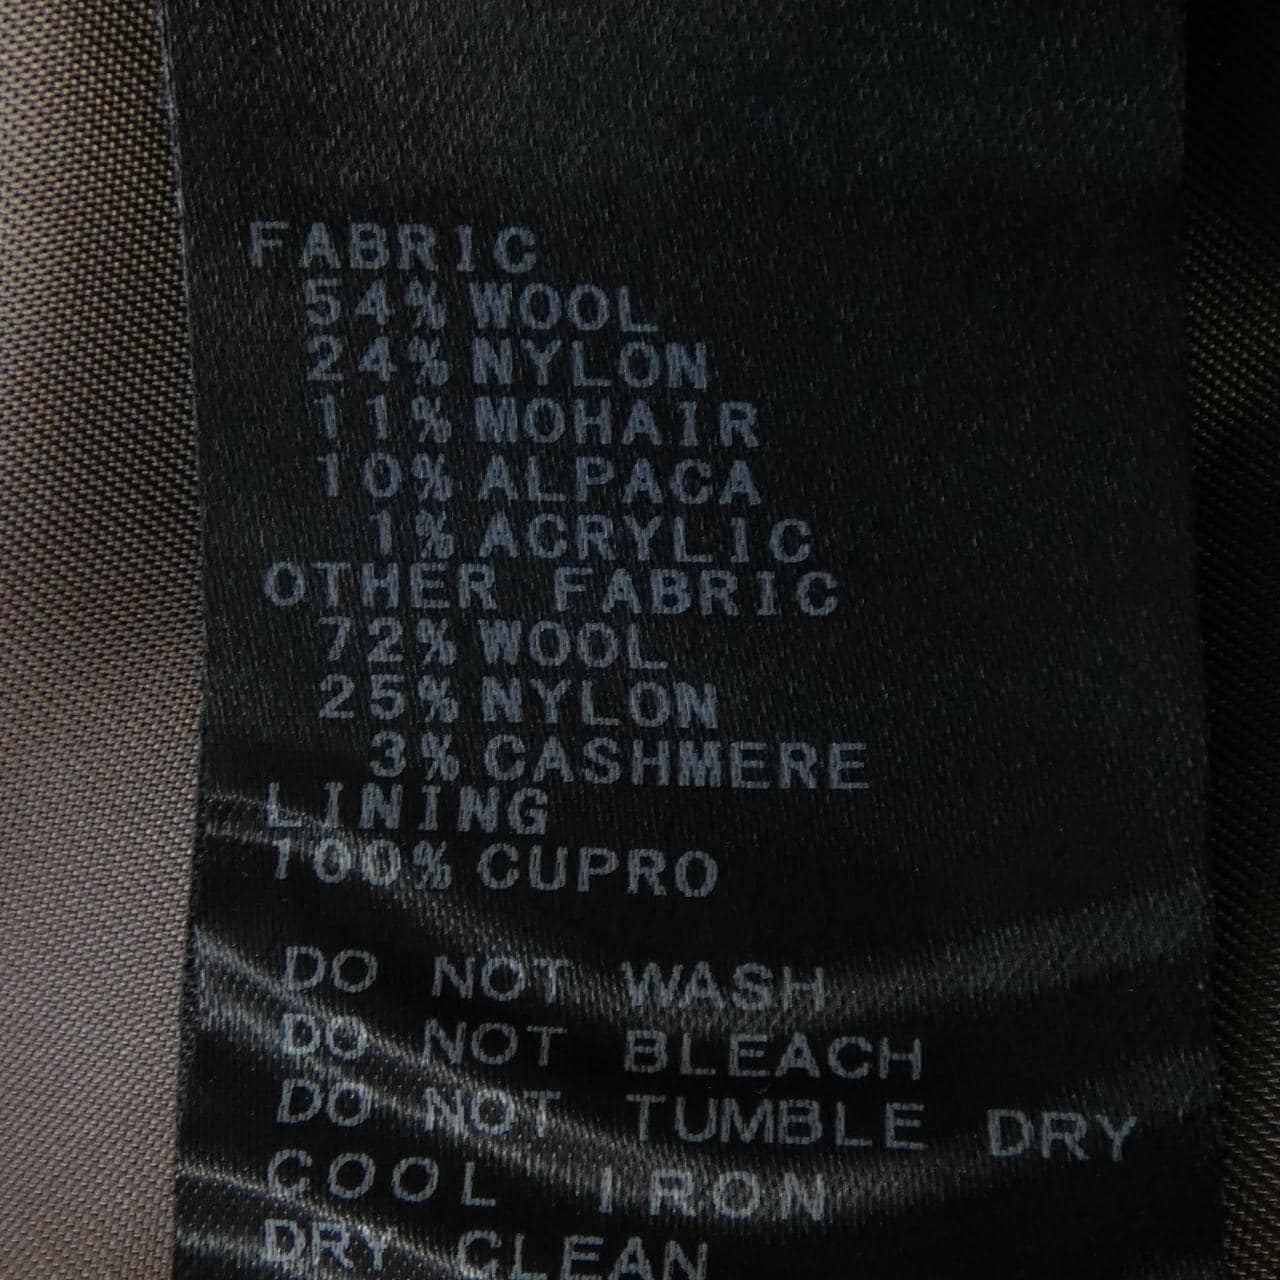 FABRIC
54% WOOL
24% NYLON
11% MOHAIR
10% ALPACA
1% ACRYLIC
OTHER FABRIC
72% WOOL
25% NYLON
3% CASHMERE
LINING
100% CUPRO
DO NOT WASH
DO NOT BLEACH
DO NOT TUMBLE DRY
COOL IRON
DRY CLEAN